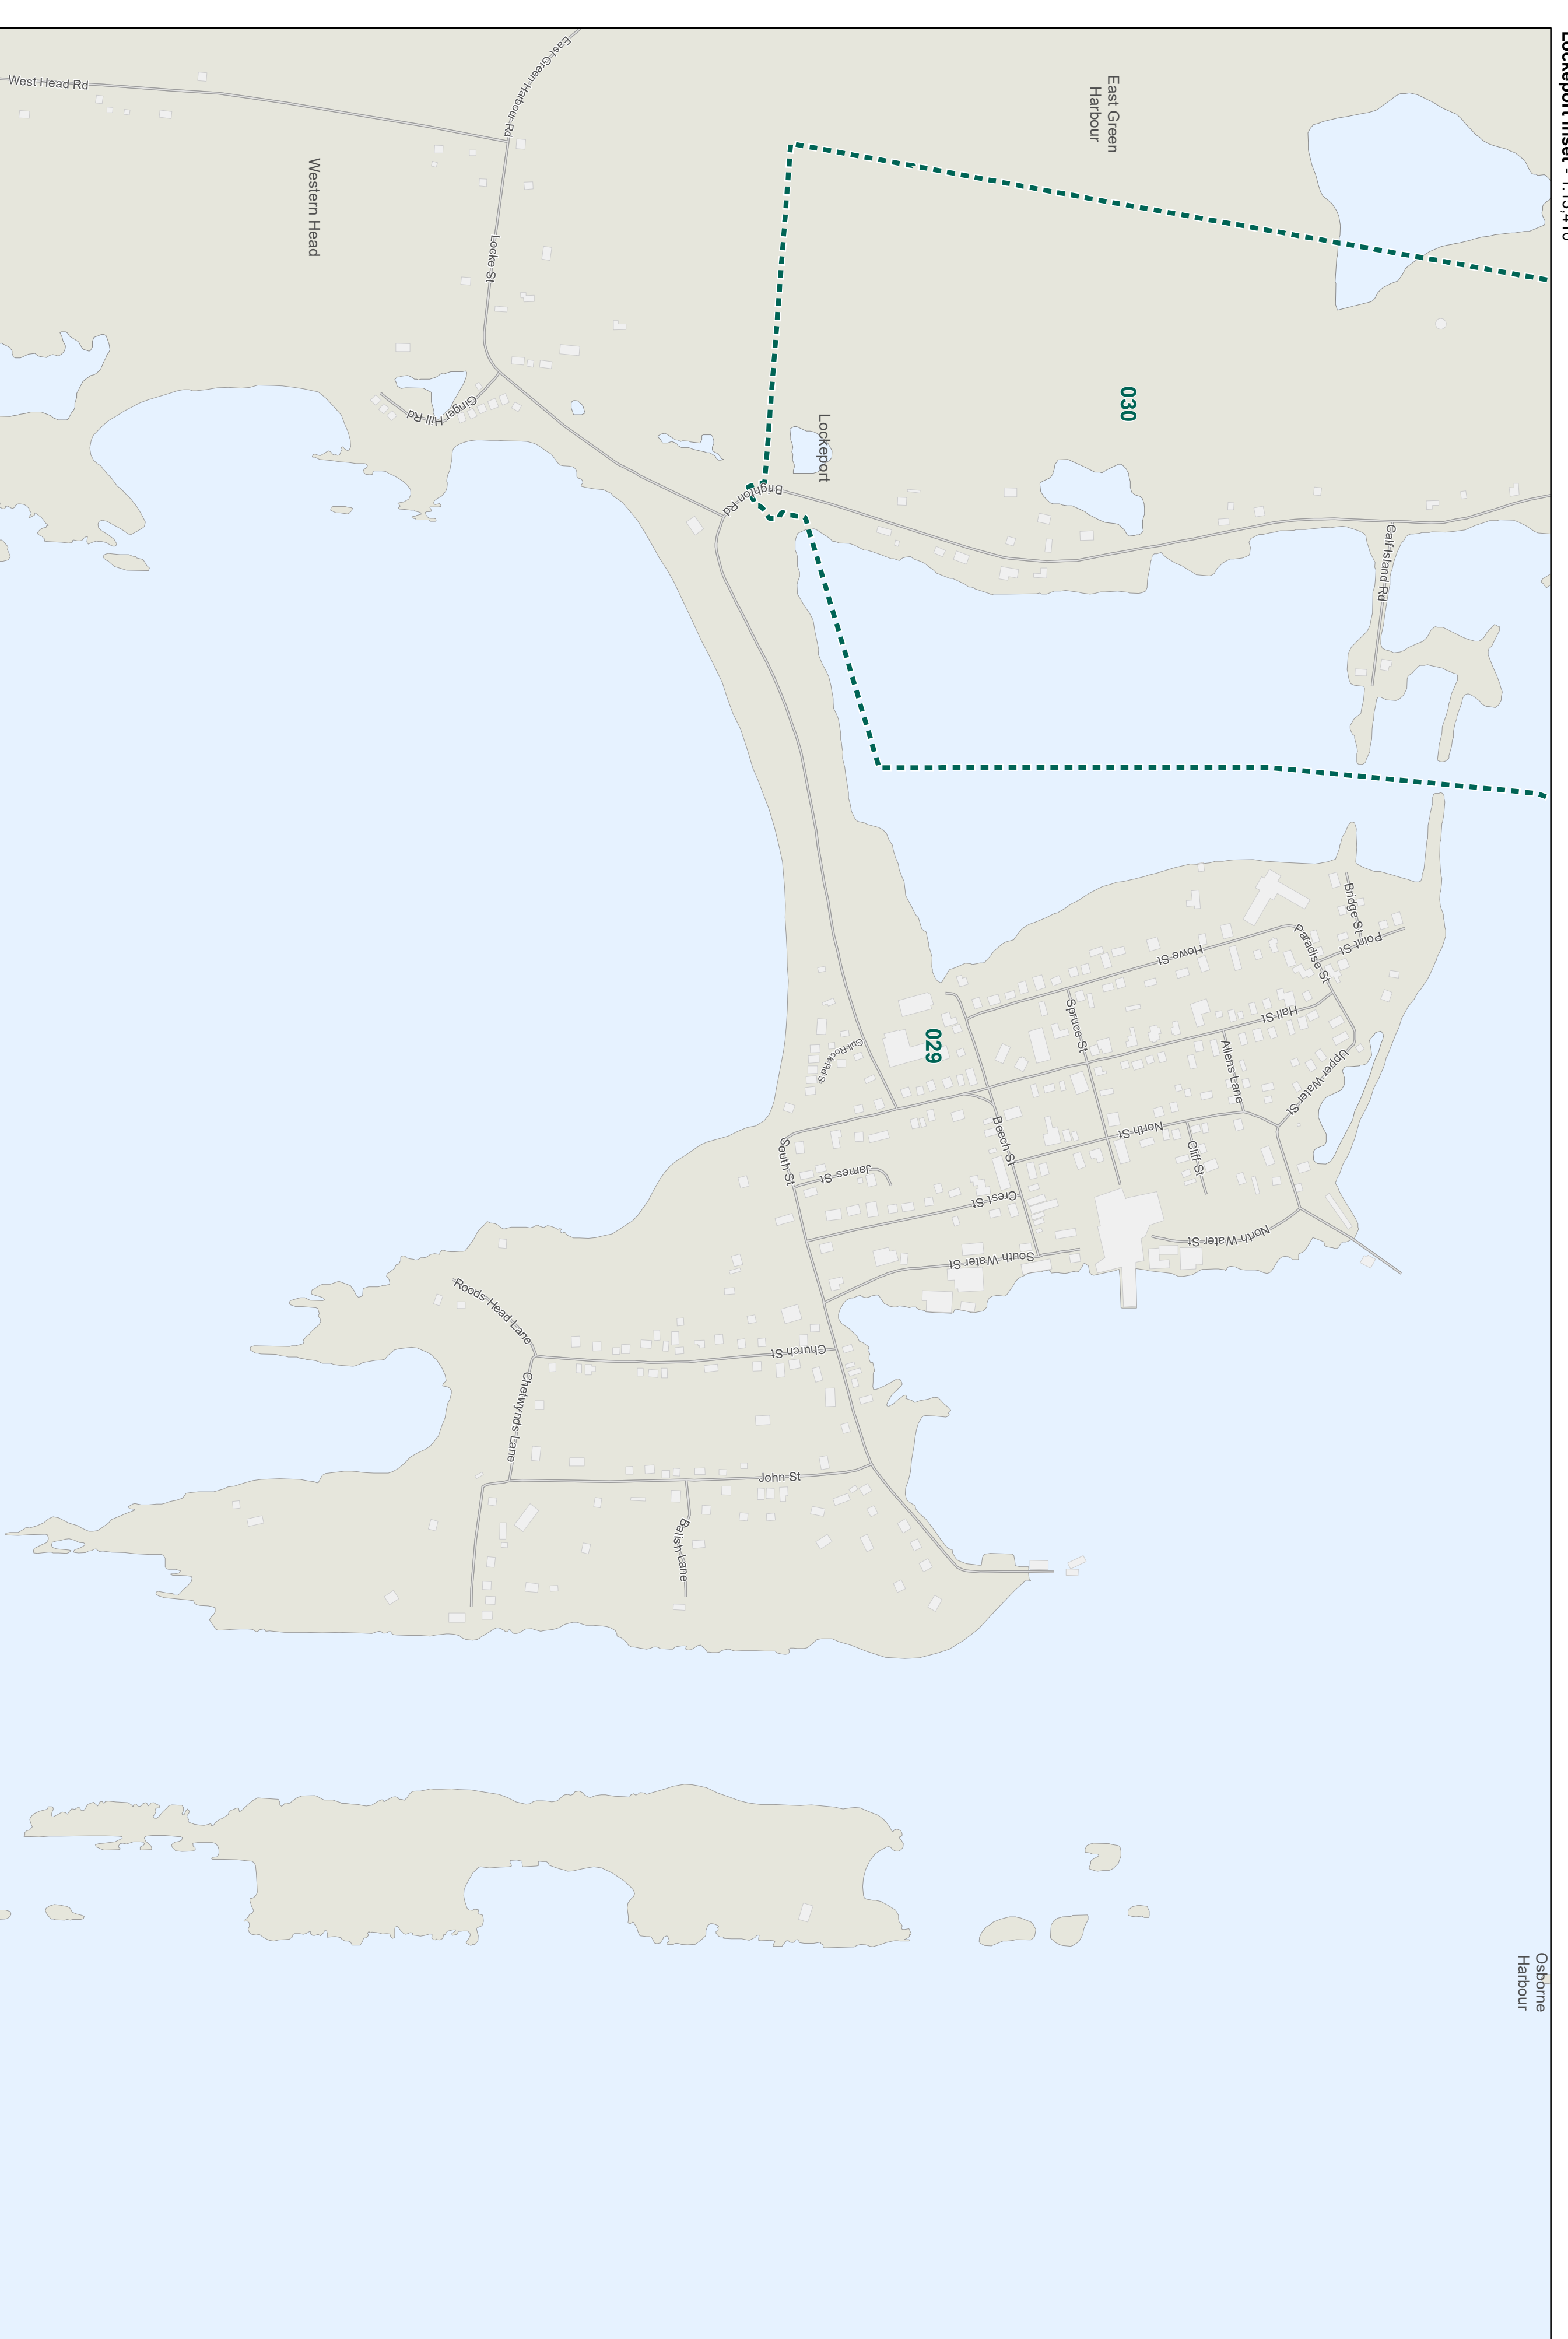 Lockeport Inset - 1:15,410
East Green
Harbour
East Green Harbour Rd
West Head Rd
Western Head
Locke St
Ginger Hill Rd
030
Lockeport
Brighton Rd
Calf Island Rd
Bridge St
Point St
Paradise St
Howe St
Spruce St
Hall St
029
Allens Lane
Upper Water St
Gull Rock Rd S
Beech St
North St
Cliff St
South St
James St
Crest St
North Water St
South Water St
Roods Head Lane
Church St
Chetwynds Lane
John St
Balish Lane
Osborne
Harbour